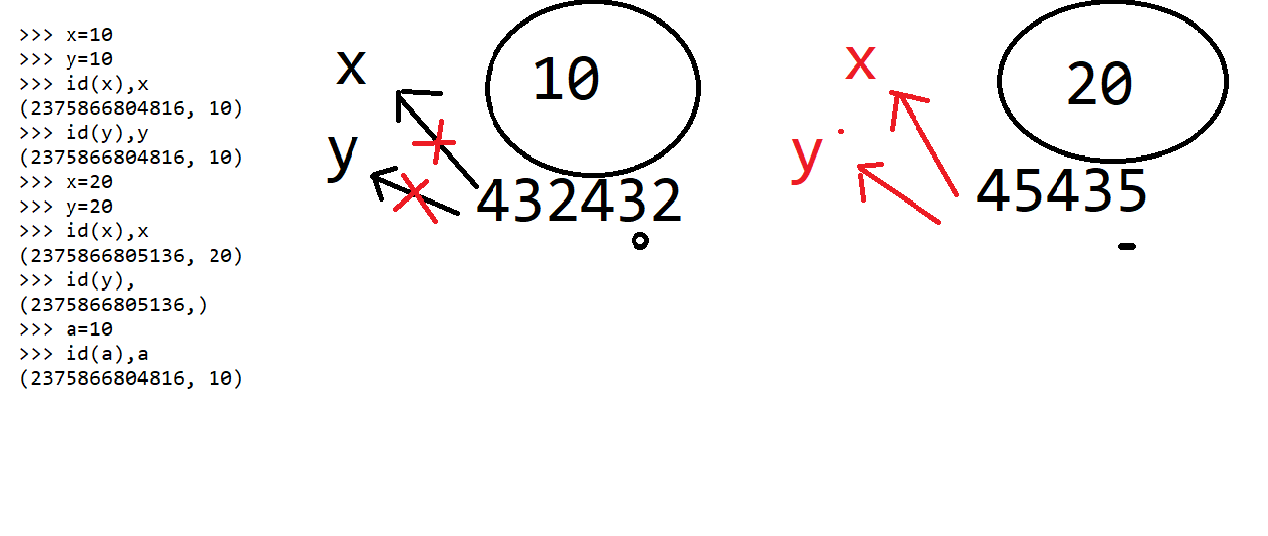 >>> x=10
>>> y=10
>>> id(x),x
(2375866804816, 10)
>>> id(y),y
(2375866804816, 10)
>>> x=20
>>> y=20
>>> id(x),x
(2375866805136, 20)
>>> id(y),
(2375866805136,)
>>> a=10
>>> id(a),a
(2375866804816, 10)
x
10
y
432432
x
20
y
45435